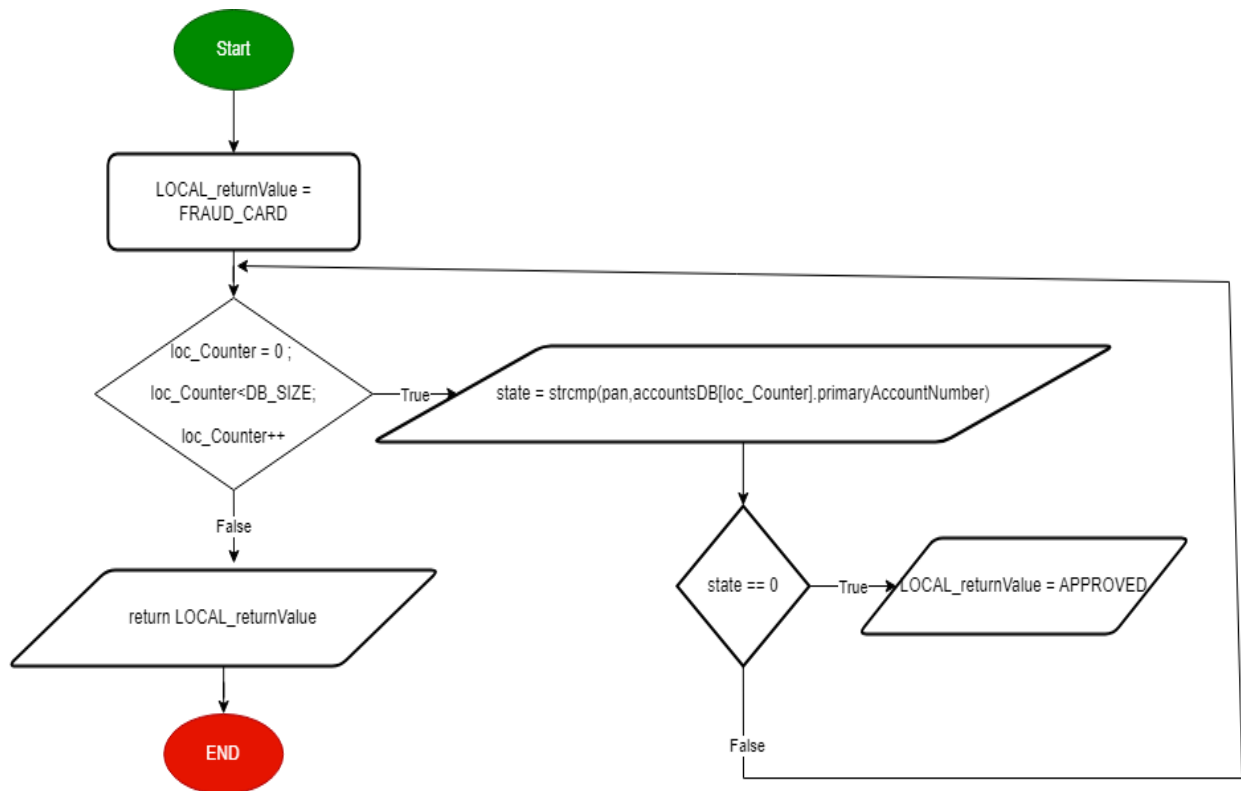 Start
LOCAL_returnValue =
FRAUD_CARD
loc_Counter = 0 ;
loc_Counter<DB_SIZE;
loc_Counter++
True
state = strcmp(pan,accountsDB[loc_Counter].primaryAccountNumber)
False
state == 0
True
LOCAL_returnValue = APPROVED
return LOCAL_returnValue
False
END